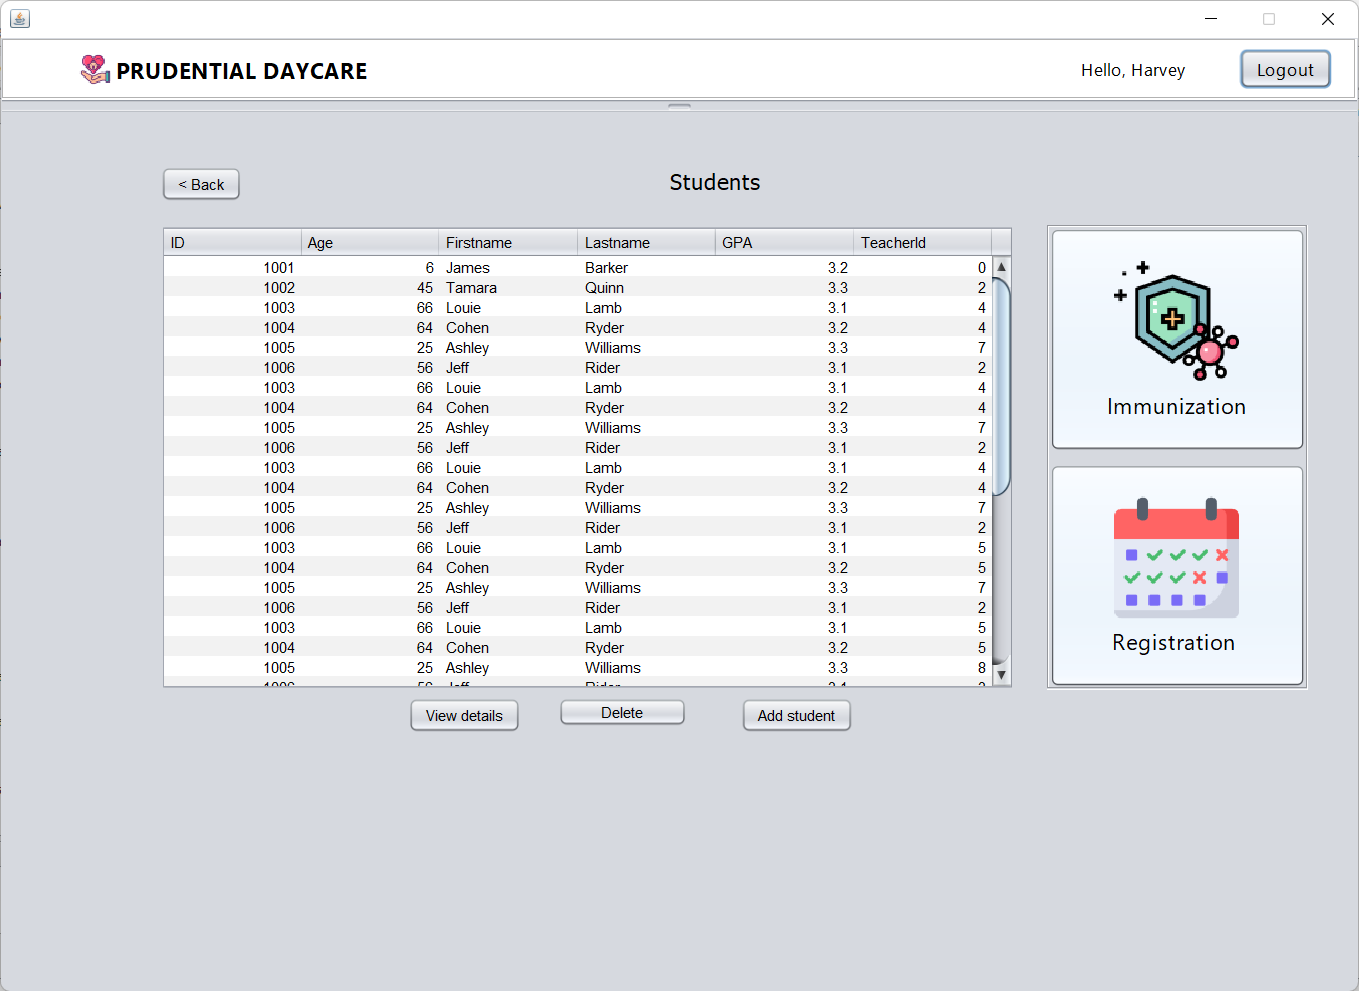 PRUDENTIAL DAYCARE
Hello, Harvey
Logout
< Back
Students
ID Age Firstname Lastname GPA TeacherId
1001 6 James Barker 3.2 0
1002 45 Tamara Quinn 3.3 2
1003 66 Louie Lamb 3.1 4
1004 64 Cohen Ryder 3.2 4
1005 25 Ashley Williams 3.3 7
1006 56 Jeff Rider 3.1 2
1003 66 Louie Lamb 3.1 4
1004 64 Cohen Ryder 3.2 4
1005 25 Ashley Williams 3.3 7
1006 56 Jeff Rider 3.1 2
1003 66 Louie Lamb 3.1 4
1004 64 Cohen Ryder 3.2 4
1005 25 Ashley Williams 3.3 7
1006 56 Jeff Rider 3.1 2
1003 66 Louie Lamb 3.1 5
1004 64 Cohen Ryder 3.2 5
1005 25 Ashley Williams 3.3 7
1006 56 Jeff Rider 3.1 2
1003 66 Louie Lamb 3.1 5
1004 64 Cohen Ryder 3.2 5
1005 25 Ashley Williams 3.3 8
Immunization
Registration
View details
Delete
Add student